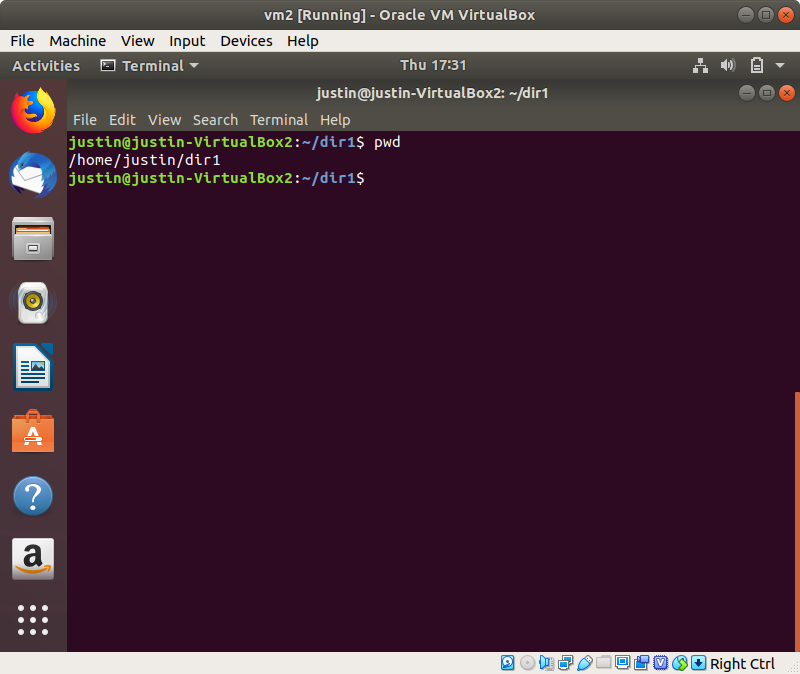 vm2 [Running] - Oracle VM VirtualBox
File Machine View Input Devices Help
Activities Terminal Thu 17:31
justin@justin-VirtualBox2: ~/dir1
File Edit View Search Terminal Help
justin@justin-VirtualBox2:~/dir1$ pwd
/home/justin/dir1
justin@justin-VirtualBox2:~/dir1$
A
?
a
V
Right Ctrl